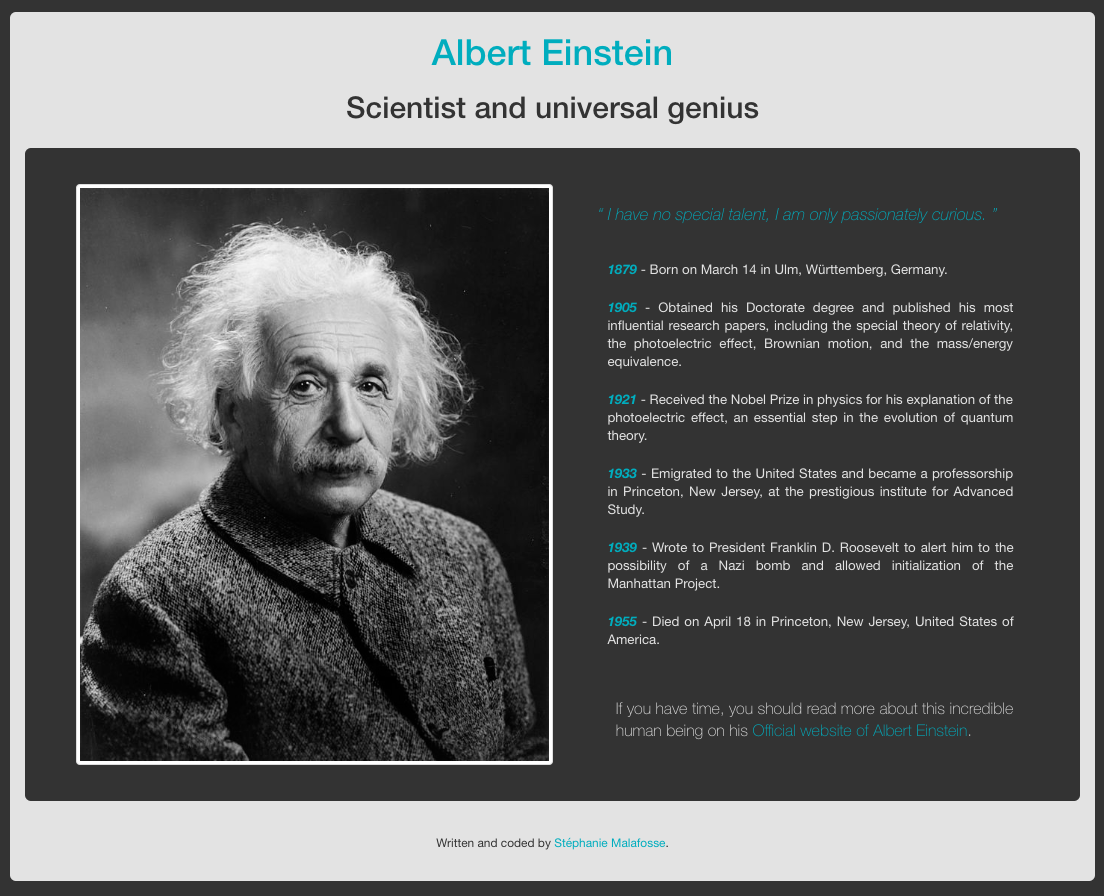 Albert Einstein
Scientist and universal genius
“ I have no special talent, I am only passionately curious. ”
1879 - Born on March 14 in Ulm, Württemberg, Germany.
1905 - Obtained his Doctorate degree and published his most
influential research papers, including the special theory of relativity,
the photoelectric effect, Brownian motion, and the mass/energy
equivalence.
1921 - Received the Nobel Prize in physics for his explanation of the
photoelectric effect, an essential step in the evolution of quantum
theory.
1933 - Emigrated to the United States and became a professorship
in Princeton, New Jersey, at the prestigious institute for Advanced
Study.
1939 - Wrote to President Franklin D. Roosevelt to alert him to the
possibility of a Nazi bomb and allowed initialization of the
Manhattan Project.
1955 - Died on April 18 in Princeton, New Jersey, United States of
America.
If you have time, you should read more about this incredible
human being on his Official website of Albert Einstein.
Written and coded by Stéphanie Malafosse.